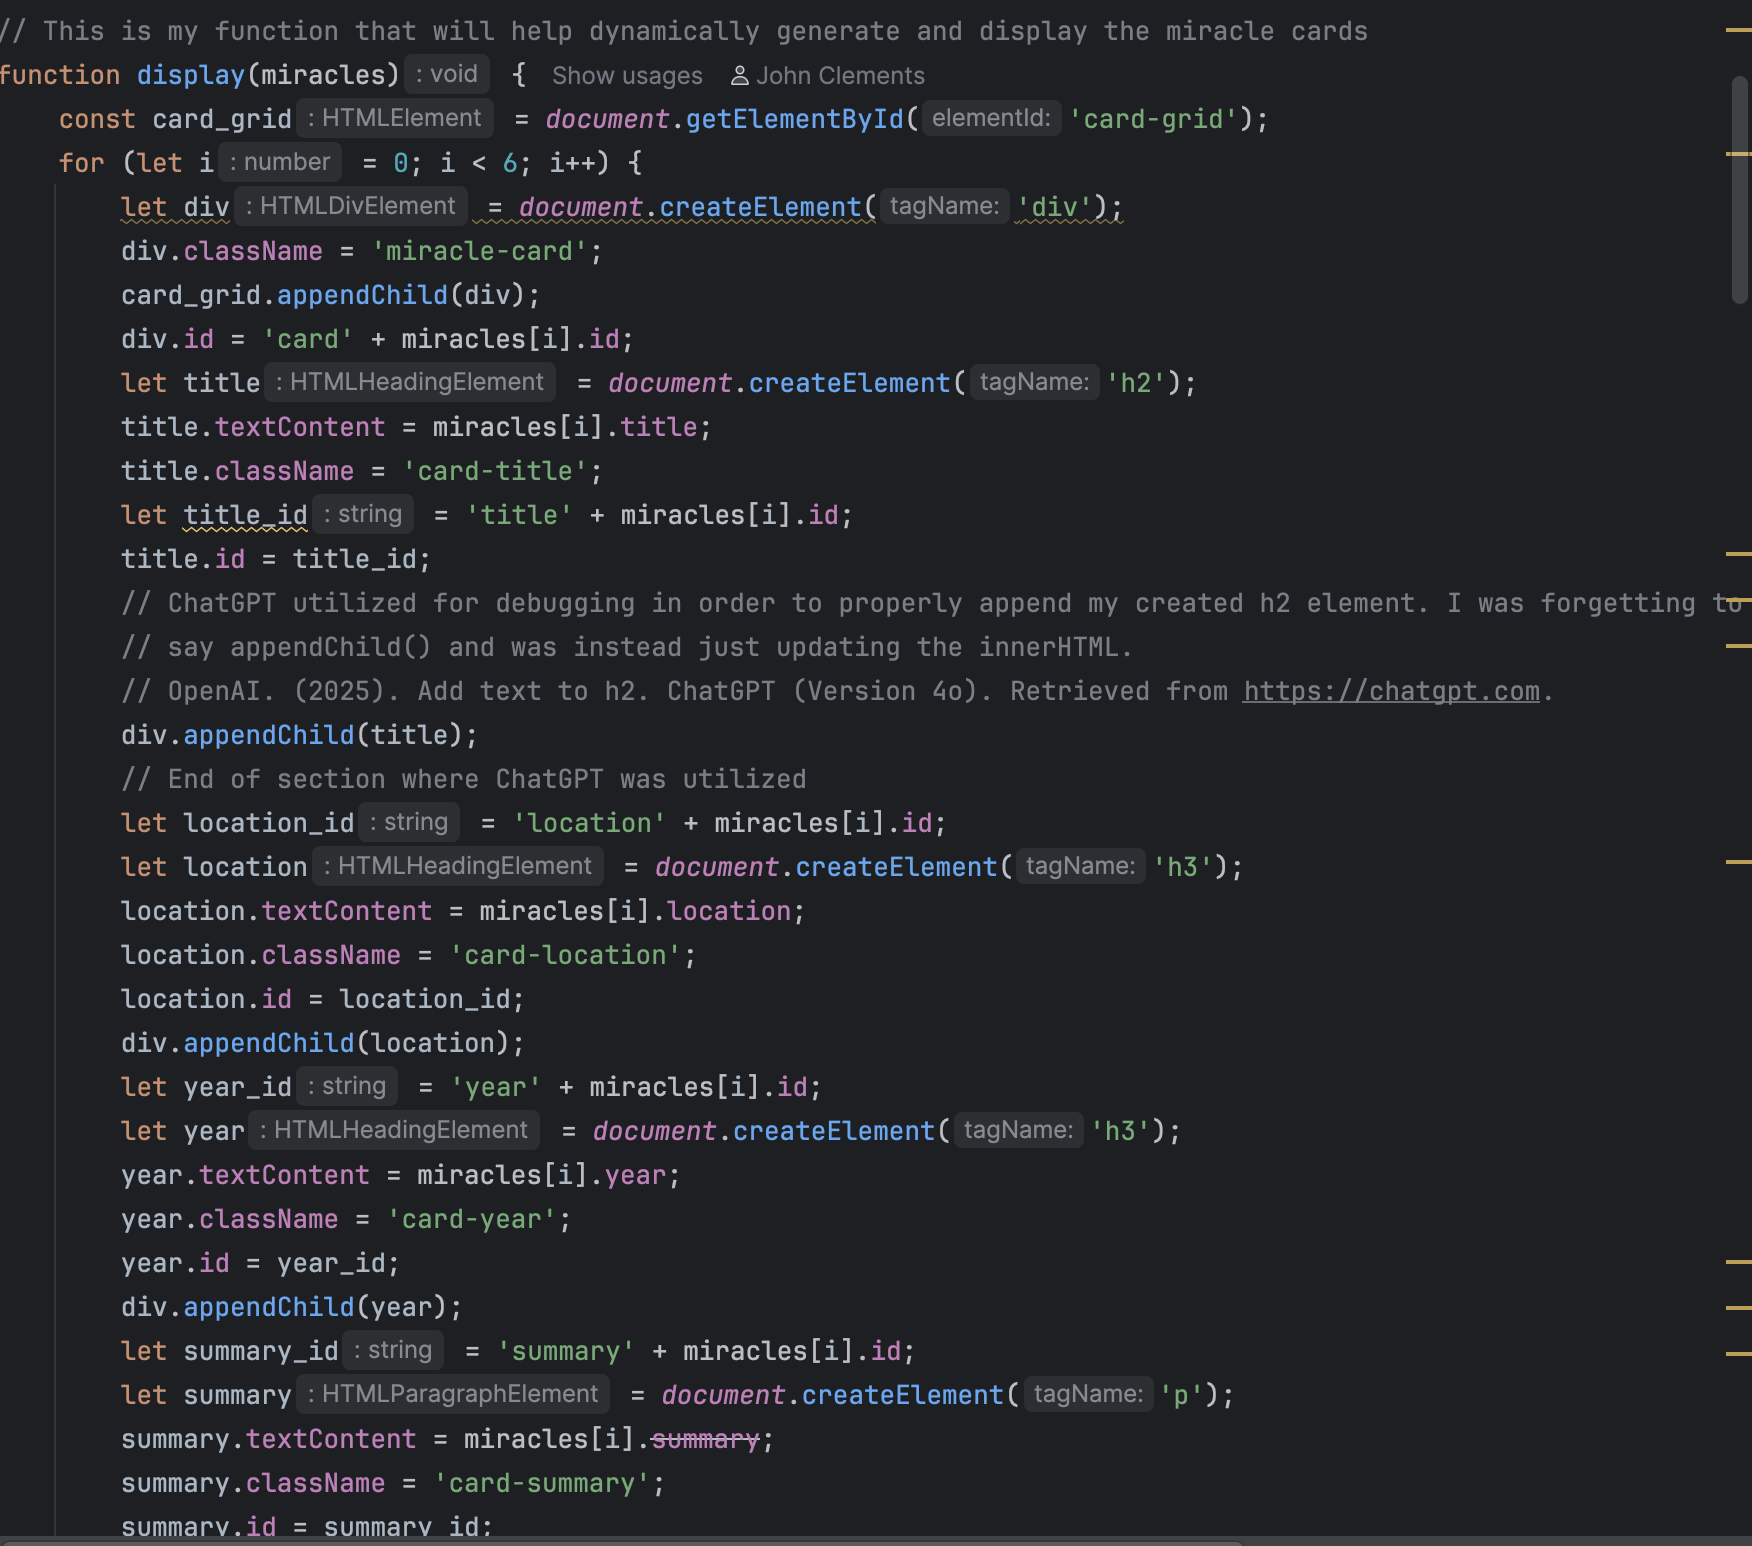 // This is my function that will help dynamically generate and display the miracle cards
function display(miracles) : void { Show usages John Clements
const card_grid : HTMLElement = document.getElementById( elementId: 'card-grid');
for (let i : number = 0; i < 6; i++) {
let div : HTMLDivElement = document.createElement( tagName: 'div');
div.className = 'miracle-card';
card_grid.appendChild(div);
div.id = 'card' + miracles[i].id;
let title : HTMLHeadingElement = document.createElement( tagName: 'h2');
title.textContent = miracles[i].title;
title.className = 'card-title';
let title_id : string = 'title' + miracles[i].id;
title.id = title_id;
// ChatGPT utilized for debugging in order to properly append my created h2 element. I was forgetting to
// say appendChild() and was instead just updating the innerHTML.
// OpenAI. (2025). Add text to h2. ChatGPT (Version 4o). Retrieved from https://chatgpt.com.
div.appendChild(title);
// End of section where ChatGPT was utilized
let location_id : string = 'location' + miracles[i].id;
let location : HTMLHeadingElement = document.createElement( tagName: 'h3');
location.textContent = miracles[i].location;
location.className = 'card-location';
location.id = location_id;
div.appendChild(location);
let year_id : string = 'year' + miracles[i].id;
let year : HTMLHeadingElement = document.createElement( tagName: 'h3');
year.textContent = miracles[i].year;
year.className = 'card-year';
year.id = year_id;
div.appendChild(year);
let summary_id : string = 'summary' + miracles[i].id;
let summary : HTMLParagraphElement = document.createElement( tagName: 'p');
summary.textContent = miracles[i].summary;
summary.className = 'card-summary';
summary.id = summary_id;